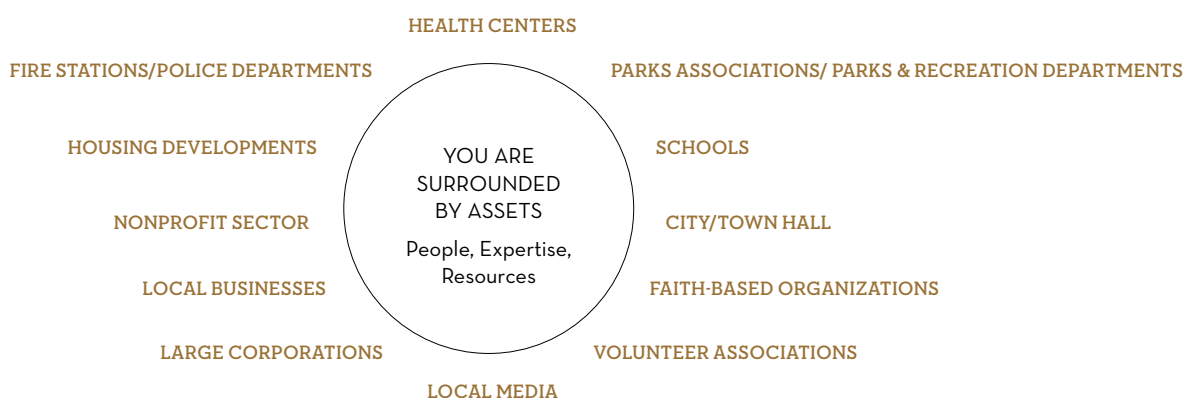 HEALTH CENTERS
FIRE STATIONS/POLICE DEPARTMENTS
PARKS ASSOCIATIONS/ PARKS & RECREATION DEPARTMENTS
HOUSING DEVELOPMENTS
SCHOOLS
YOU ARE
SURROUNDED
BY ASSETS
People, Expertise,
Resources
NONPROFIT SECTOR
CITY/TOWN HALL
LOCAL BUSINESSES
FAITH-BASED ORGANIZATIONS
LARGE CORPORATIONS
VOLUNTEER ASSOCIATIONS
LOCAL MEDIA